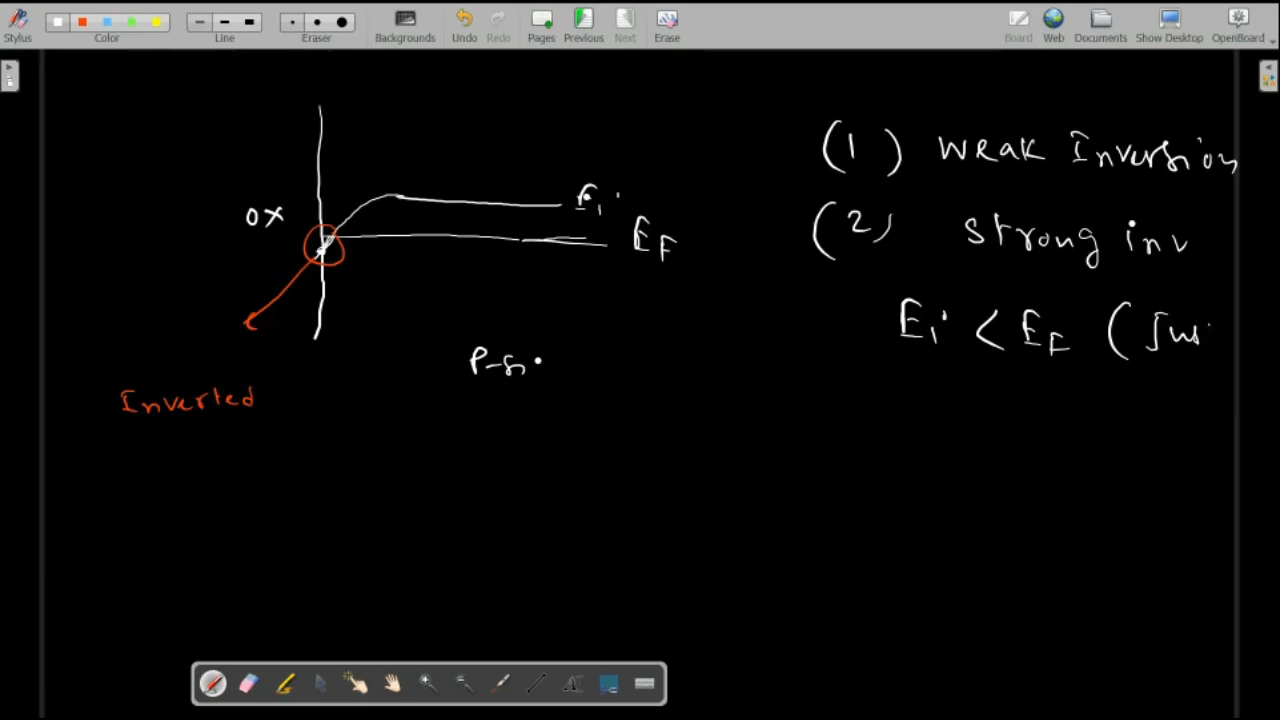 Stylus
Color
Line
Eraser
Backgrounds
Undo
Redo
Pages
Previous
Next
Erase
Board
Web
Documents
Show Desktop
OpenBoard
(1) Weak Inversion
(2) Strong inv
Ei < EF (
Ei
OX
EF
P-Si
Inverted